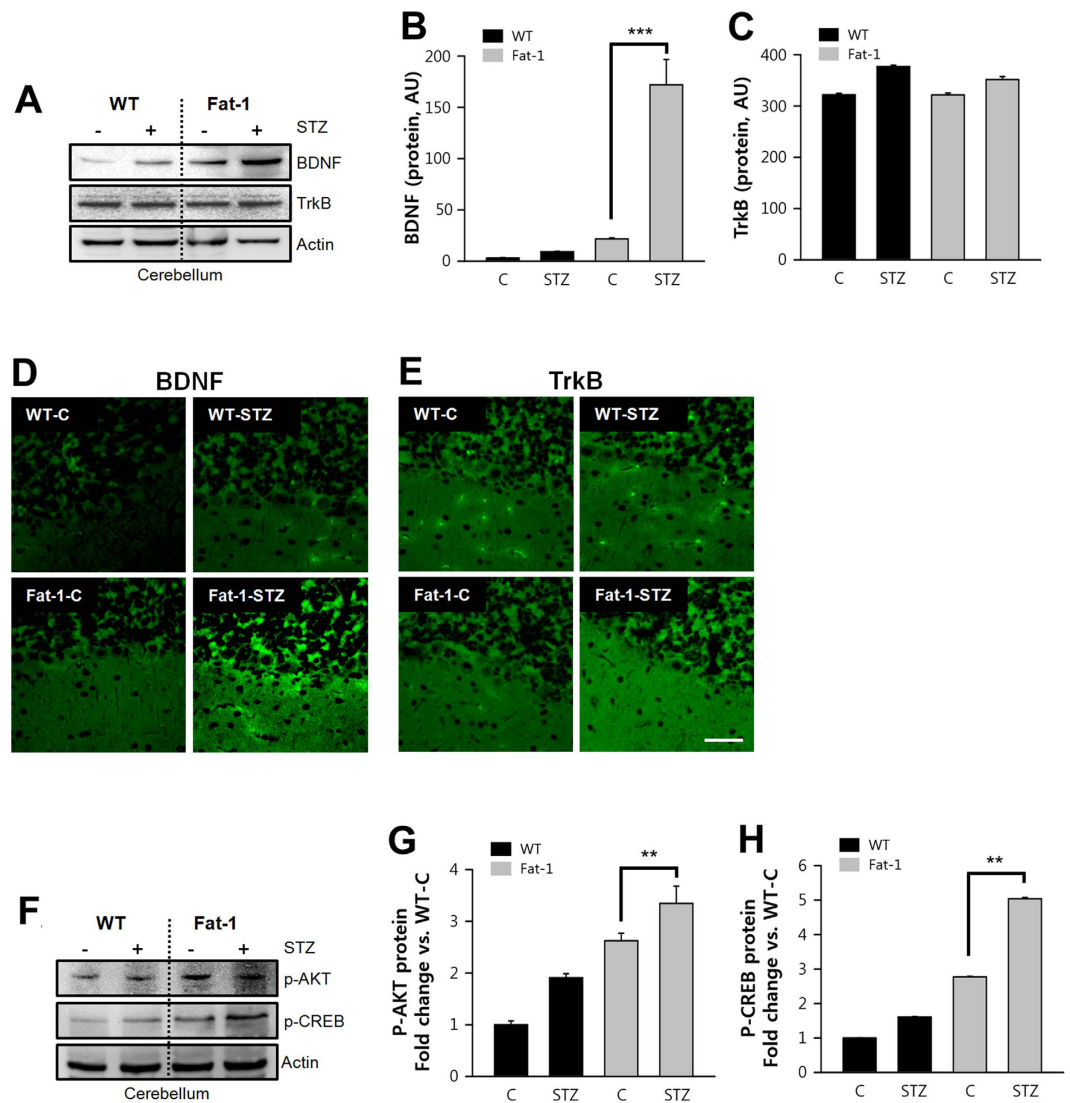 A
WT Fat-1
- + - + STZ
BDNF
TrkB
Actin
Cerebellum
B
WT
Fat-1
***
BDNF (protein, AU)
200
150
100
50
0
C STZ C STZ
C
WT
Fat-1
TrkB (protein, AU)
400
300
200
100
0
C STZ C STZ
D
BDNF
WT-C WT-STZ
Fat-1-C Fat-1-STZ
E
TrkB
WT-C WT-STZ
Fat-1-C Fat-1-STZ
F
WT Fat-1
- + - + STZ
p-AKT
p-CREB
Actin
Cerebellum
G
WT
Fat-1
**
P-AKT protein
Fold change vs. WT-C
4
3
2
1
0
C STZ C STZ
H
WT
Fat-1
**
P-CREB protein
Fold change vs. WT-C
6
5
4
3
2
1
0
C STZ C STZ